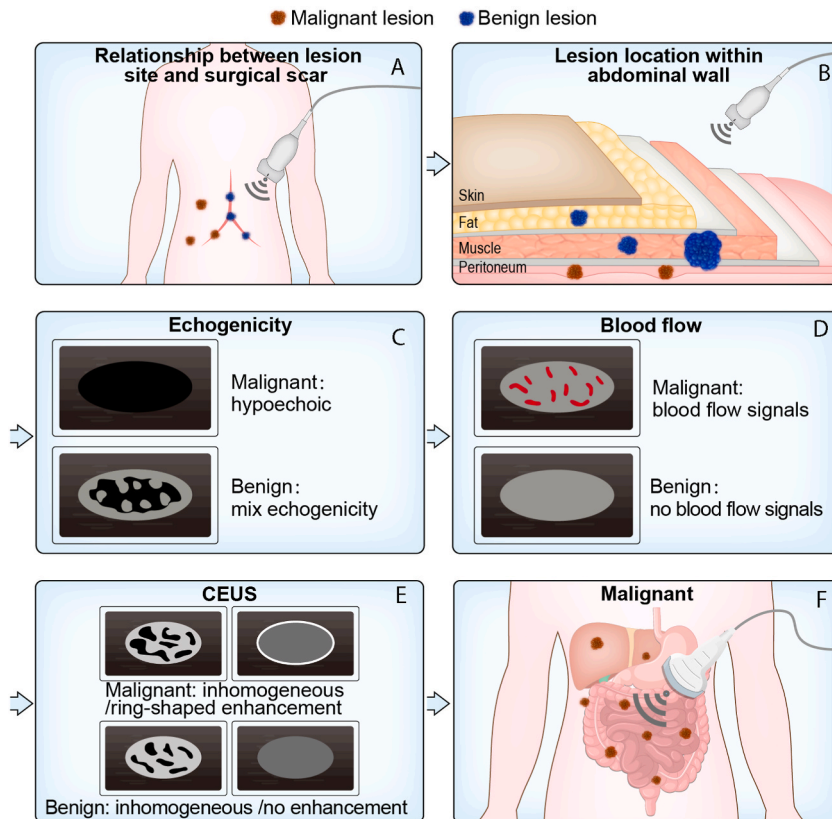 Malignant lesion Benign lesion
Relationship between lesion
site and surgical scar
A
Lesion location within
abdominal wall
B
Skin
Fat
Muscle
Peritoneum
Echogenicity
C
Malignant:
hypoechoic
Benign:
mix echogenicity
Blood flow
D
Malignant:
blood flow signals
Benign:
no blood flow signals
CEUS
E
Malignant: inhomogeneous
/ring-shaped enhancement
Benign: inhomogeneous /no enhancement
Malignant
F